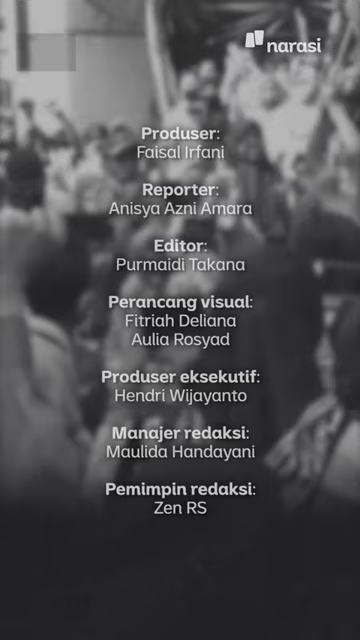 narasi
Produser:
Faisal Irfani
Reporter:
Anisya Azni Amara
Editor:
Purmaidi Takana
Perancang visual:
Fitriah Deliana
Aulia Rosyad
Produser eksekutif:
Hendri Wijayanto
Manajer redaksi:
Maulida Handayani
Pemimpin redaksi:
Zen RS